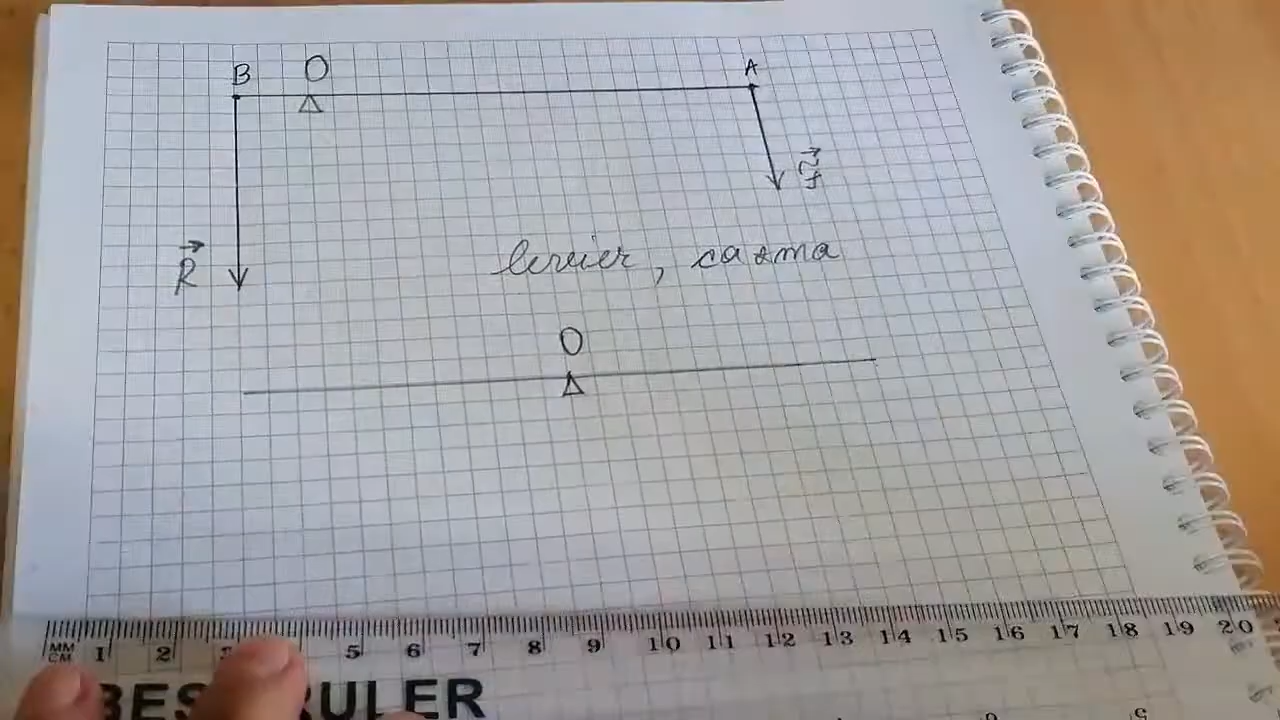 B O A
F
R
levier, casma
O
MM 1 2 3 5 6 7 8 9 10 11 12 13 14 15 16 17 18 19 20
CM
BES RULER